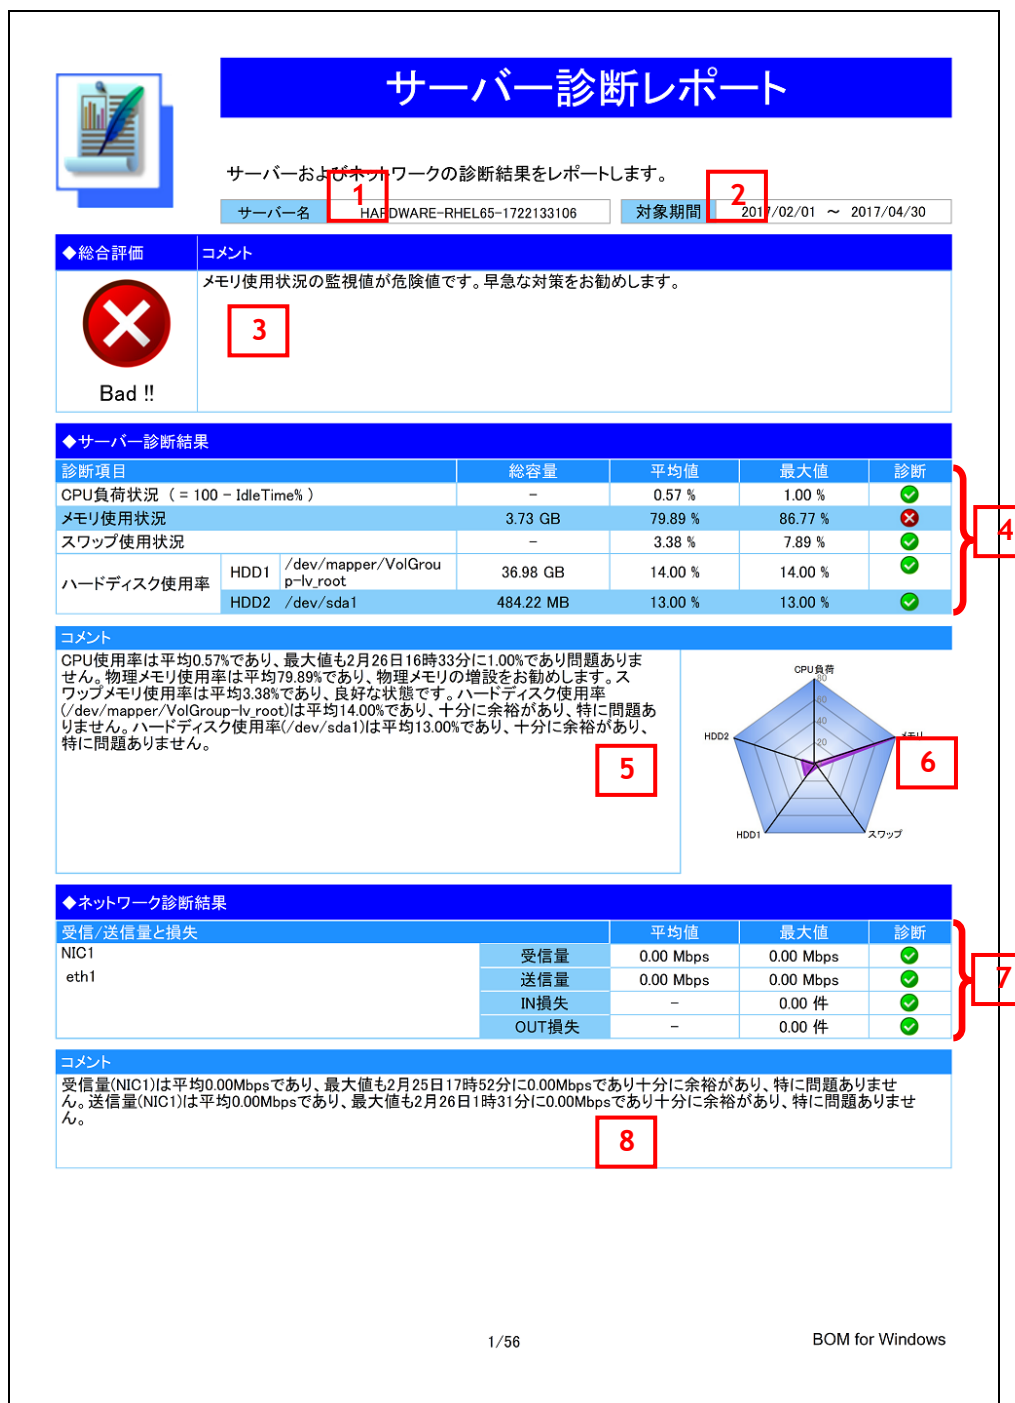 サーバー診断レポート
サーバーおよびネットワークの診断結果をレポートします。
1
2
サーバー名 HARDWARE-RHEL65-1722133106 対象期間 2017/02/01 ～ 2017/04/30
◆総合評価 コメント
メモリ使用状況の監視値が危険値です。早急な対策をお勧めします。
3
Bad !!
◆サーバー診断結果
診断項目 総容量 平均値 最大値 診断
CPU負荷状況 ( = 100 - IdleTime% ) - 0.57 % 1.00 %
メモリ使用状況 3.73 GB 79.89 % 86.77 %
4
スワップ使用状況 - 3.38 % 7.89 %
ハードディスク使用率 HDD1 /dev/mapper/VolGrou
p-lv_root 36.98 GB 14.00 % 14.00 %
HDD2 /dev/sda1 484.22 MB 13.00 % 13.00 %
コメント
CPU使用率は平均0.57%であり、最大値も2月26日16時33分に1.00%であり問題ありま
せん。物理メモリ使用率は平均79.89%であり、物理メモリの増設をお勧めします。ス
ワップメモリ使用率は平均3.38%であり、良好な状態です。ハードディスク使用率
(/dev/mapper/VolGroup-lv_root)は平均14.00%であり、十分に余裕があり、特に問題あ
りません。ハードディスク使用率(/dev/sda1)は平均13.00%であり、十分に余裕があり、
特に問題ありません。
5
CPU負荷
80
60
40
20
HDD2
メモリ
6
HDD1
スワップ
◆ネットワーク診断結果
受信/送信量と損失 平均値 最大値 診断
NIC1 受信量 0.00 Mbps 0.00 Mbps
eth1 送信量 0.00 Mbps 0.00 Mbps
7
IN損失 - 0.00 件
OUT損失 - 0.00 件
コメント
受信量(NIC1)は平均0.00Mbpsであり、最大値も2月25日17時52分に0.00Mbpsであり十分に余裕があり、特に問題ありませ
ん。送信量(NIC1)は平均0.00Mbpsであり、最大値も2月26日1時31分に0.00Mbpsであり十分に余裕があり、特に問題ありませ
ん。
8
1/56
BOM for Windows